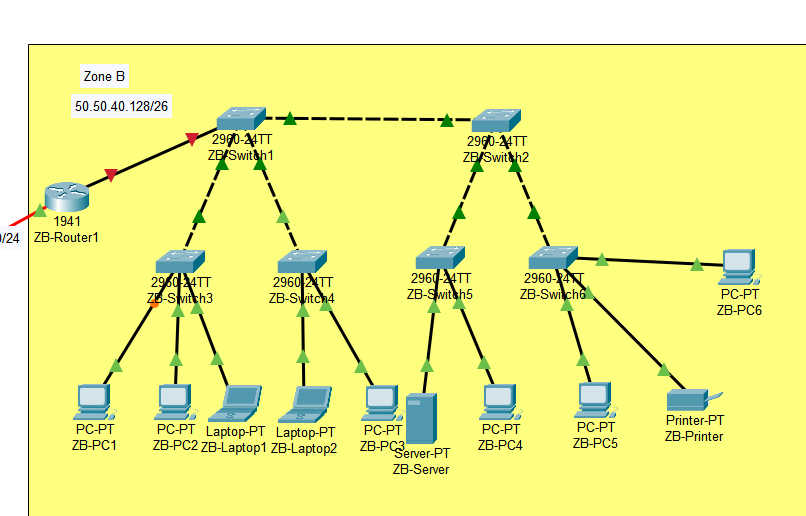 Zone B
50.50.40.128/26
2960-24TT
ZB-Switch1
2960-24TT
ZB-Switch2
1941
ZB-Router1
0/24
2960-24TT
ZB-Switch3
2960-24TT
ZB-Switch4
2960-24TT
ZB-Switch5
2960-24TT
ZB-Switch6
PC-PT
ZB-PC6
PC-PT
ZB-PC1
PC-PT
ZB-PC2
Laptop-PT
ZB-Laptop1
Laptop-PT
ZB-Laptop2
PC-PT
ZB-PC3
Server-PT
ZB-Server
PC-PT
ZB-PC4
PC-PT
ZB-PC5
Printer-PT
ZB-Printer